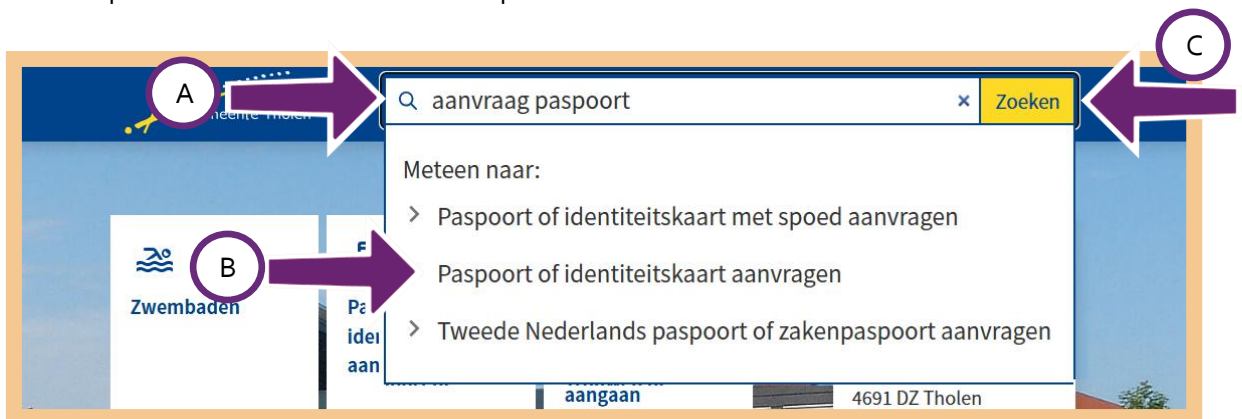 C
A
aanvraag paspoort × Zoeken
Tholen
Meteen naar:
Paspoort of identiteitskaart met spoed aanvragen
B
Paspoort of identiteitskaart aanvragen
Zwembaden
Tweede Nederlands paspoort of zakenpaspoort aanvragen
aangaan
4691 DZ Tholen